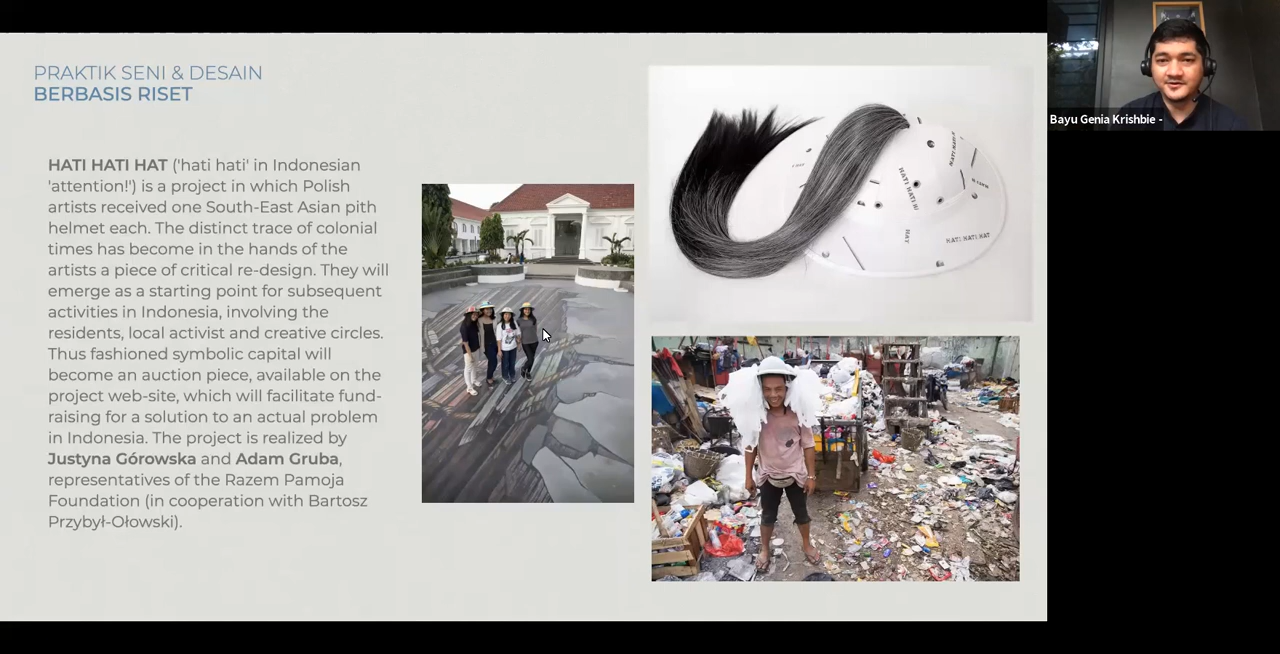 PRAKTIK SENI & DESAIN
BERBASIS RISET
HATI HATI HAT ('hati hati' in Indonesian
'attention!') is a project in which Polish
artists received one South-East Asian pith
helmet each. The distinct trace of colonial
times has become in the hands of the
artists a piece of critical re-design. They will
emerge as a starting point for subsequent
activities in Indonesia, involving the
residents, local activist and creative circles.
Thus fashioned symbolic capital will
become an auction piece, available on the
project web-site, which will facilitate fund-
raising for a solution to an actual problem
in Indonesia. The project is realized by
Justyna Górowska and Adam Gruba,
representatives of the Razem Pamoja
Foundation (in cooperation with Bartosz
Przybył-Ołowski).
HATI HATI HAT
HAT
Bayu Genia Krishbie -